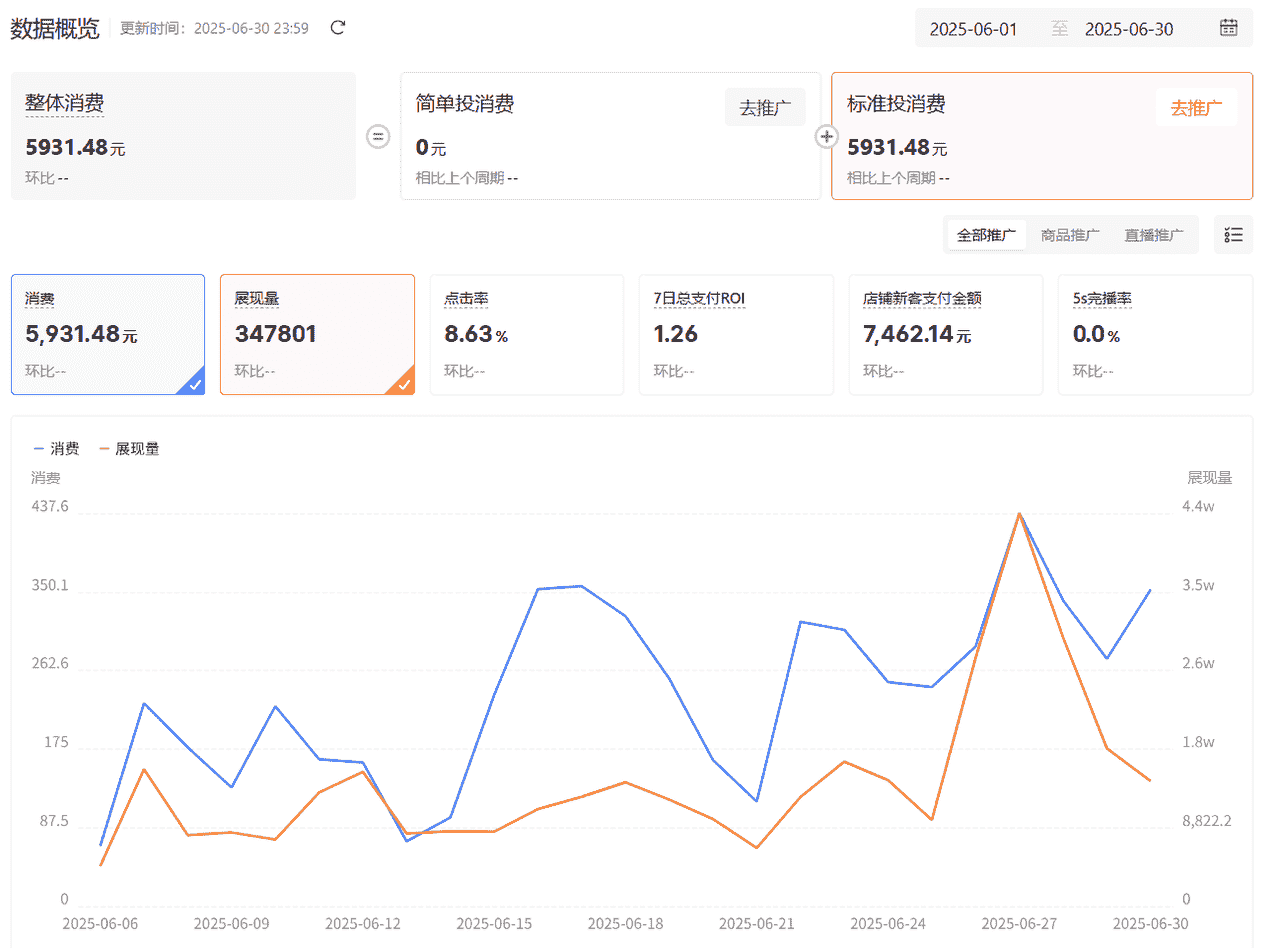 数据概览 更新时间：2025-06-30 23:59 2025-06-01 至 2025-06-30
整体消费 简单投消费 去推广 标准投消费 去推广
5931.48元 0元 5931.48元
环比 -- 相比上个周期 -- 相比上个周期 --
全部推广 商品推广 直播推广
消费 展现量 点击率 7日总支付ROI 店铺新客支付金额 5s完播率
5,931.48元 347801 8.63% 1.26 7,462.14元 0.0%
环比-- 环比-- 环比-- 环比-- 环比-- 环比--
消费 展现量
消费 展现量
437.6 4.4w
350.1 3.5w
262.6 2.6w
175 1.8w
87.5 8,822.2
0 0
2025-06-06 2025-06-09 2025-06-12 2025-06-15 2025-06-18 2025-06-21 2025-06-24 2025-06-27 2025-06-30